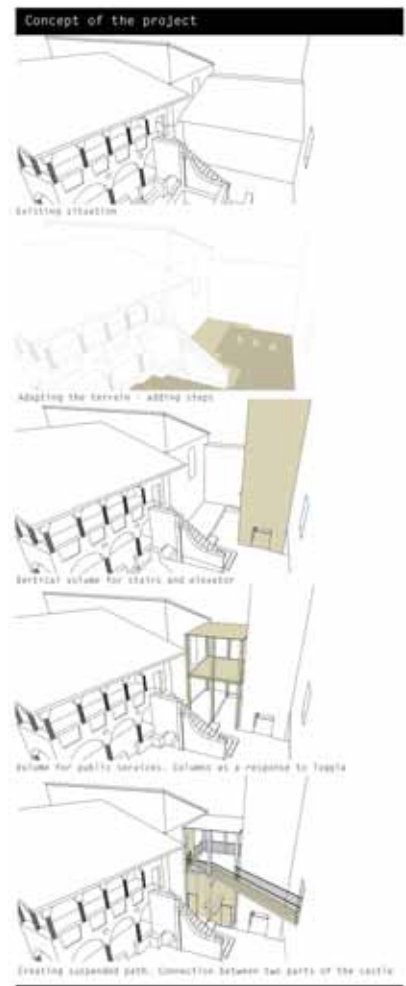 Concept of the project
Existing situation
Adapting the terrain - adding steps
Vertical volume for stairs and elevator
Volume for public services. Columns as a response to loggia
Creating suspended path. Connection between two parts of the castle